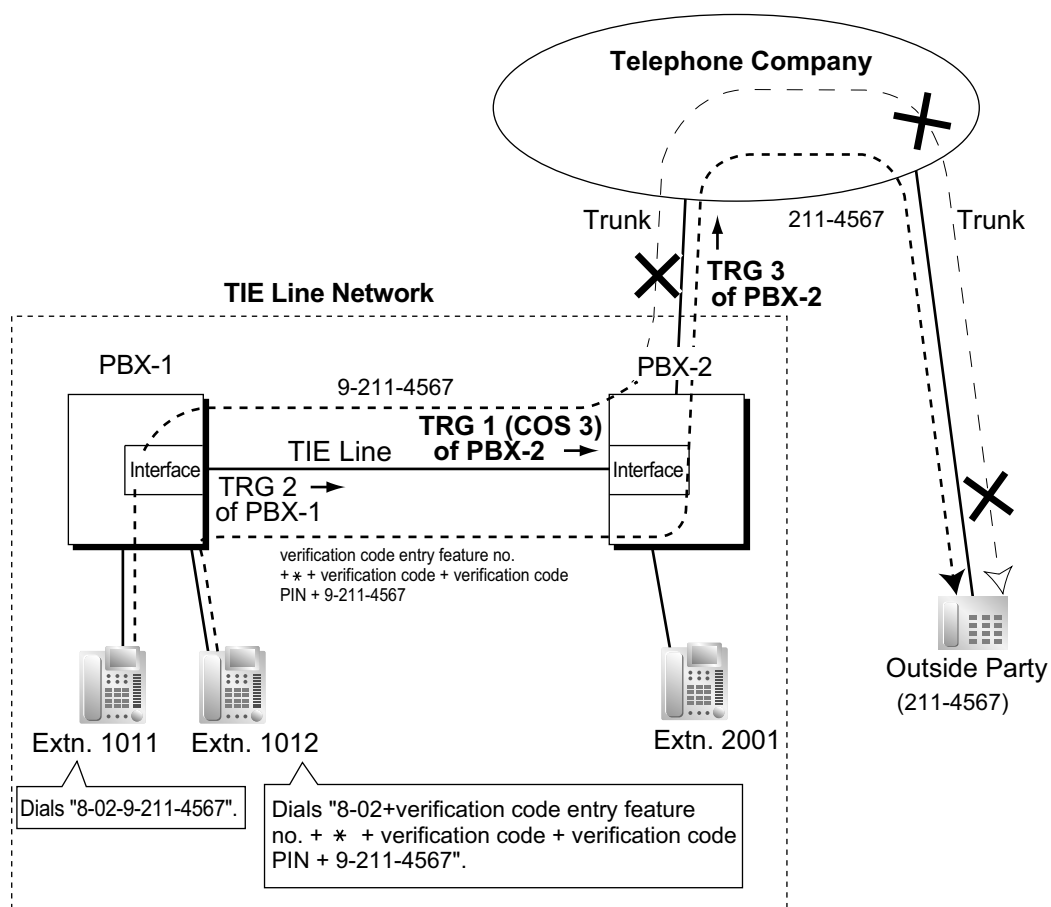 Telephone Company
Trunk
211-4567
Trunk
TRG 3
of PBX-2
TIE Line Network
PBX-1
PBX-2
9-211-4567
TRG 1 (COS 3)
of PBX-2
Interface
TIE Line
Interface
TRG 2
of PBX-1
verification code entry feature no.
+ * + verification code + verification code
PIN + 9-211-4567
Outside Party
(211-4567)
Extn. 1011
Extn. 1012
Extn. 2001
Dials "8-02-9-211-4567".
Dials "8-02+verification code entry feature
no. + * + verification code + verification code
PIN + 9-211-4567".